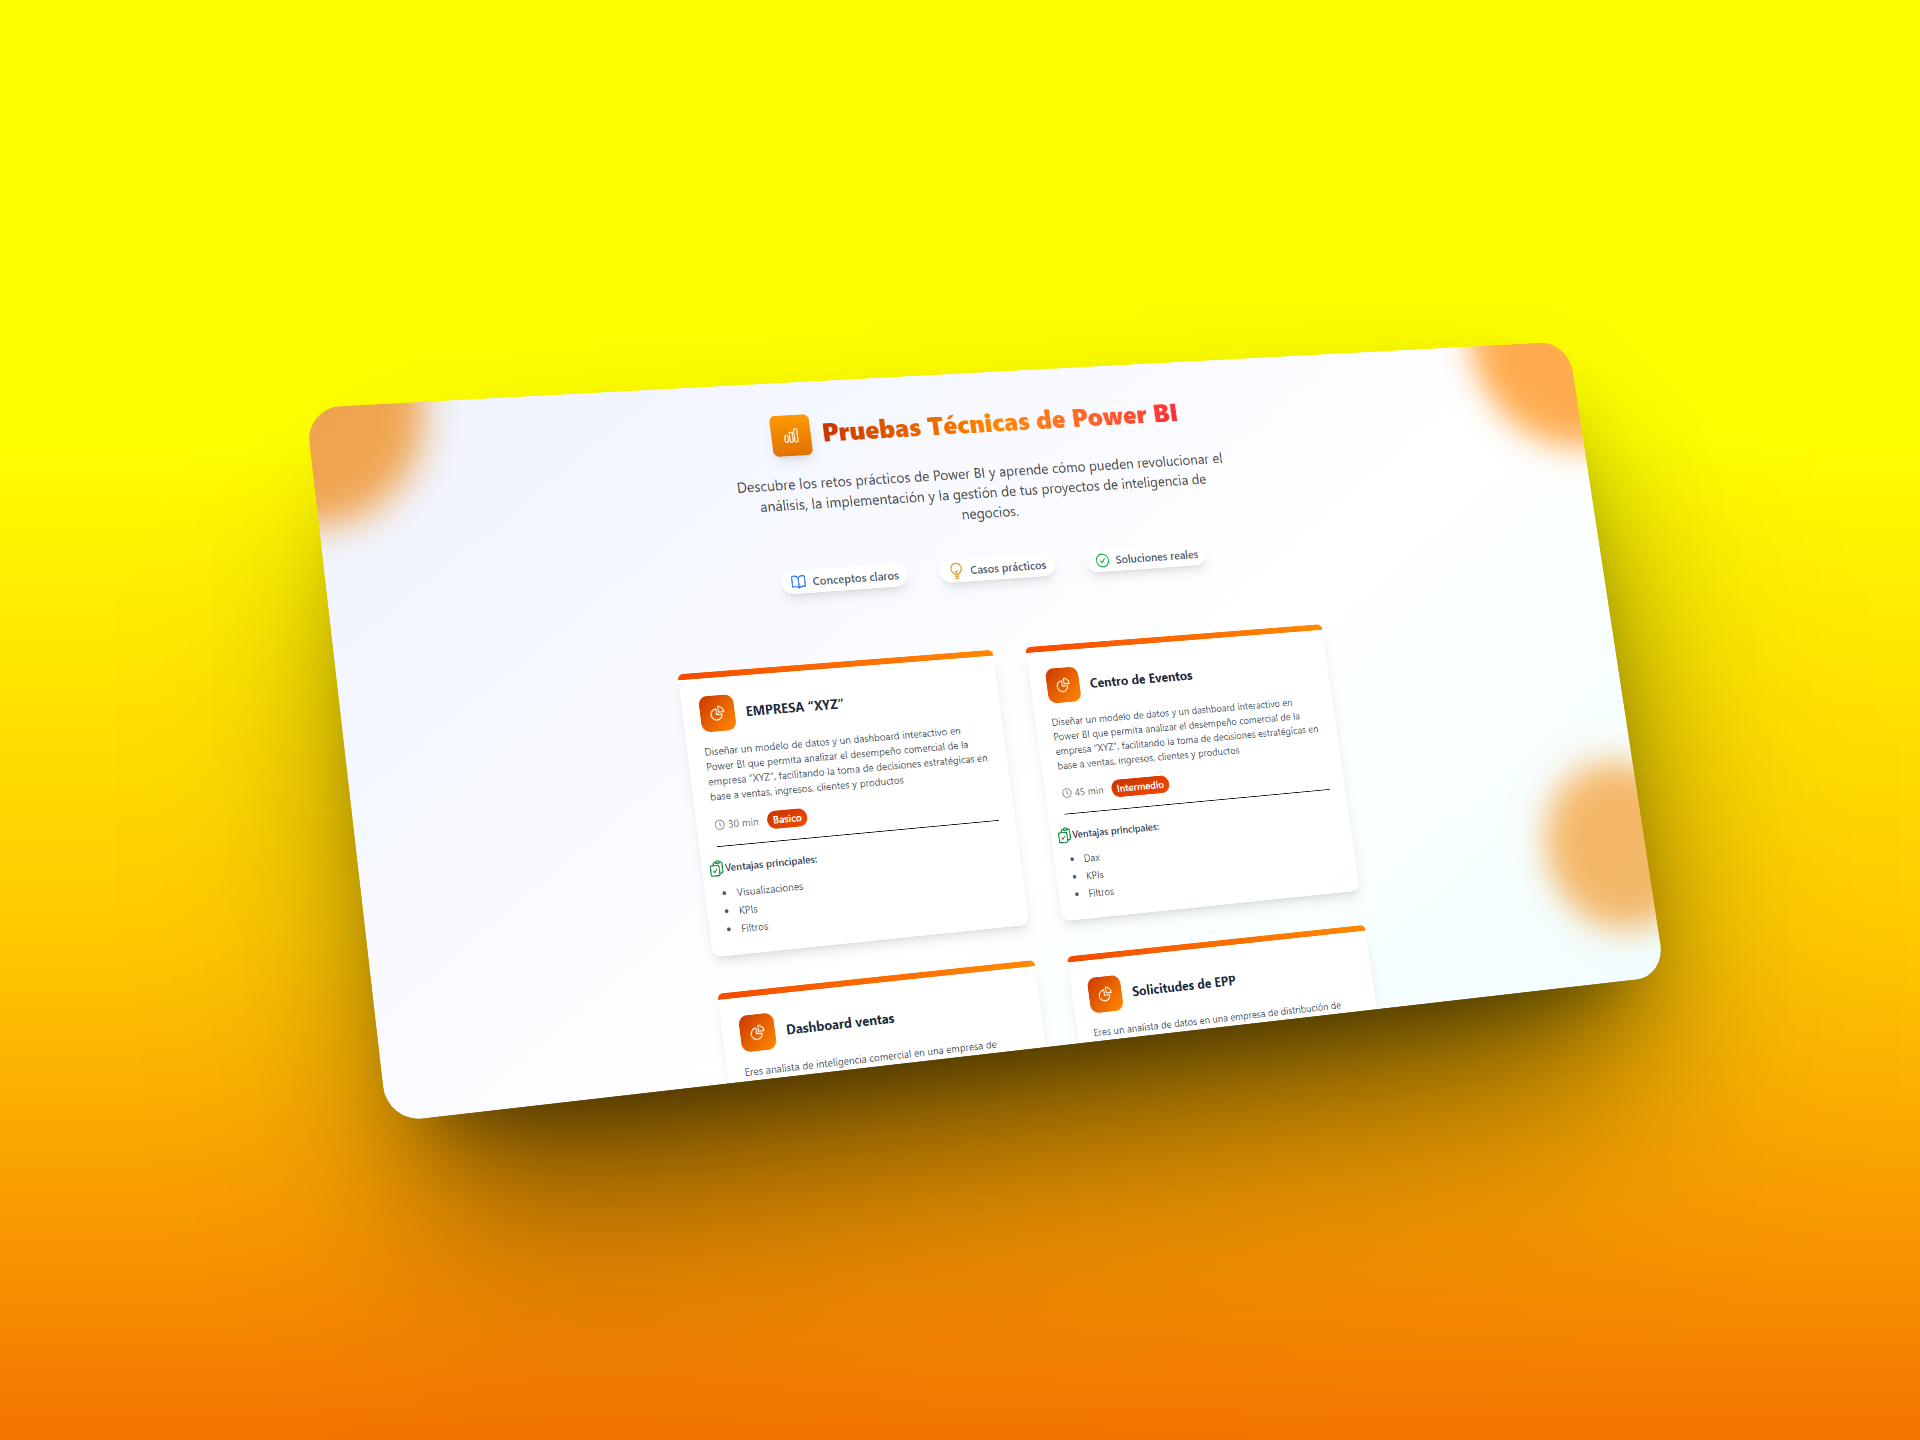 Pruebas Técnicas de Power BI
Descubre los retos prácticos de Power BI y aprende cómo pueden revolucionar el
análisis, la implementación y la gestión de tus proyectos de inteligencia de
negocios.
Conceptos claros
Casos prácticos
Soluciones reales
EMPRESA “XYZ”
Diseñar un modelo de datos y un dashboard interactivo en
Power BI que permita analizar el desempeño comercial de la
empresa “XYZ”, facilitando la toma de decisiones estratégicas en
base a ventas, ingresos, clientes y productos
30 min Basico
Ventajas principales:
• Visualizaciones
• KPIs
• Filtros
Centro de Eventos
Diseñar un modelo de datos y un dashboard interactivo en
Power BI que permita analizar el desempeño comercial de la
empresa “XYZ”, facilitando la toma de decisiones estratégicas en
base a ventas, ingresos, clientes y productos
45 min Intermedio
Ventajas principales:
• Dax
• KPIs
• Filtros
Dashboard ventas
Eres analista de inteligencia comercial en una empresa de
Solicitudes de EPP
Eres un analista de datos en una empresa de distribución de